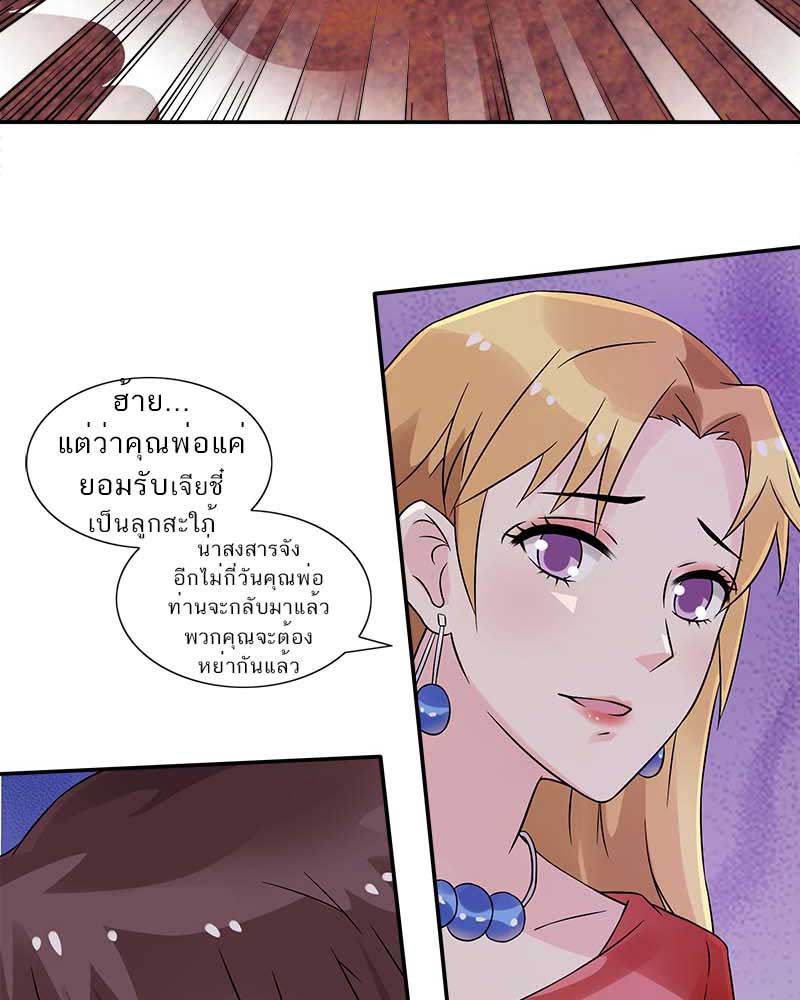 ฮ้าย...
แต่ว่าคุณพ่อแค่
ยอมรับเจียชี่
เป็นลูกสะใภ้
น่าสงสารจัง
อีกไม่กี่วันคุณพ่อ
ท่านจะกลับมาแล้ว
พวกคุณจะต้อง
หย่ากันแล้ว